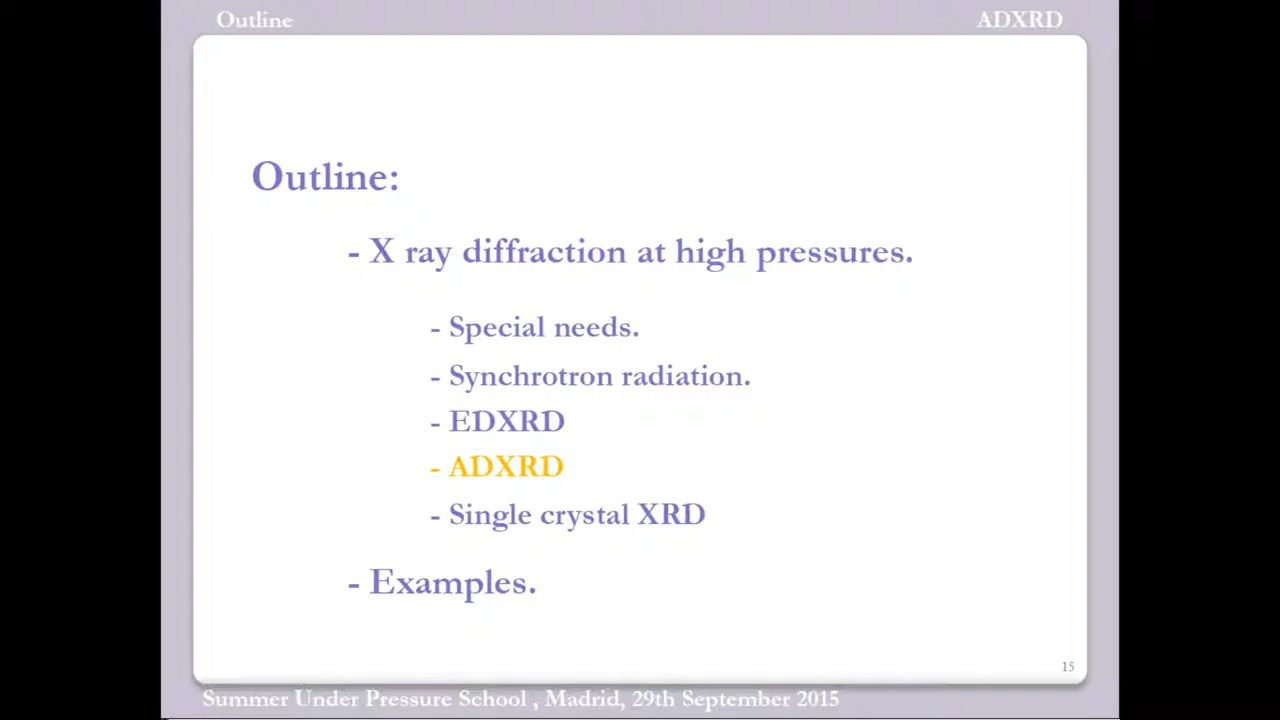 Outline
ADXRD
Outline:
- X ray diffraction at high pressures.
- Special needs.
- Synchrotron radiation.
- EDXRD
- ADXRD
- Single crystal XRD
- Examples.
15
Summer Under Pressure School , Madrid, 29th September 2015